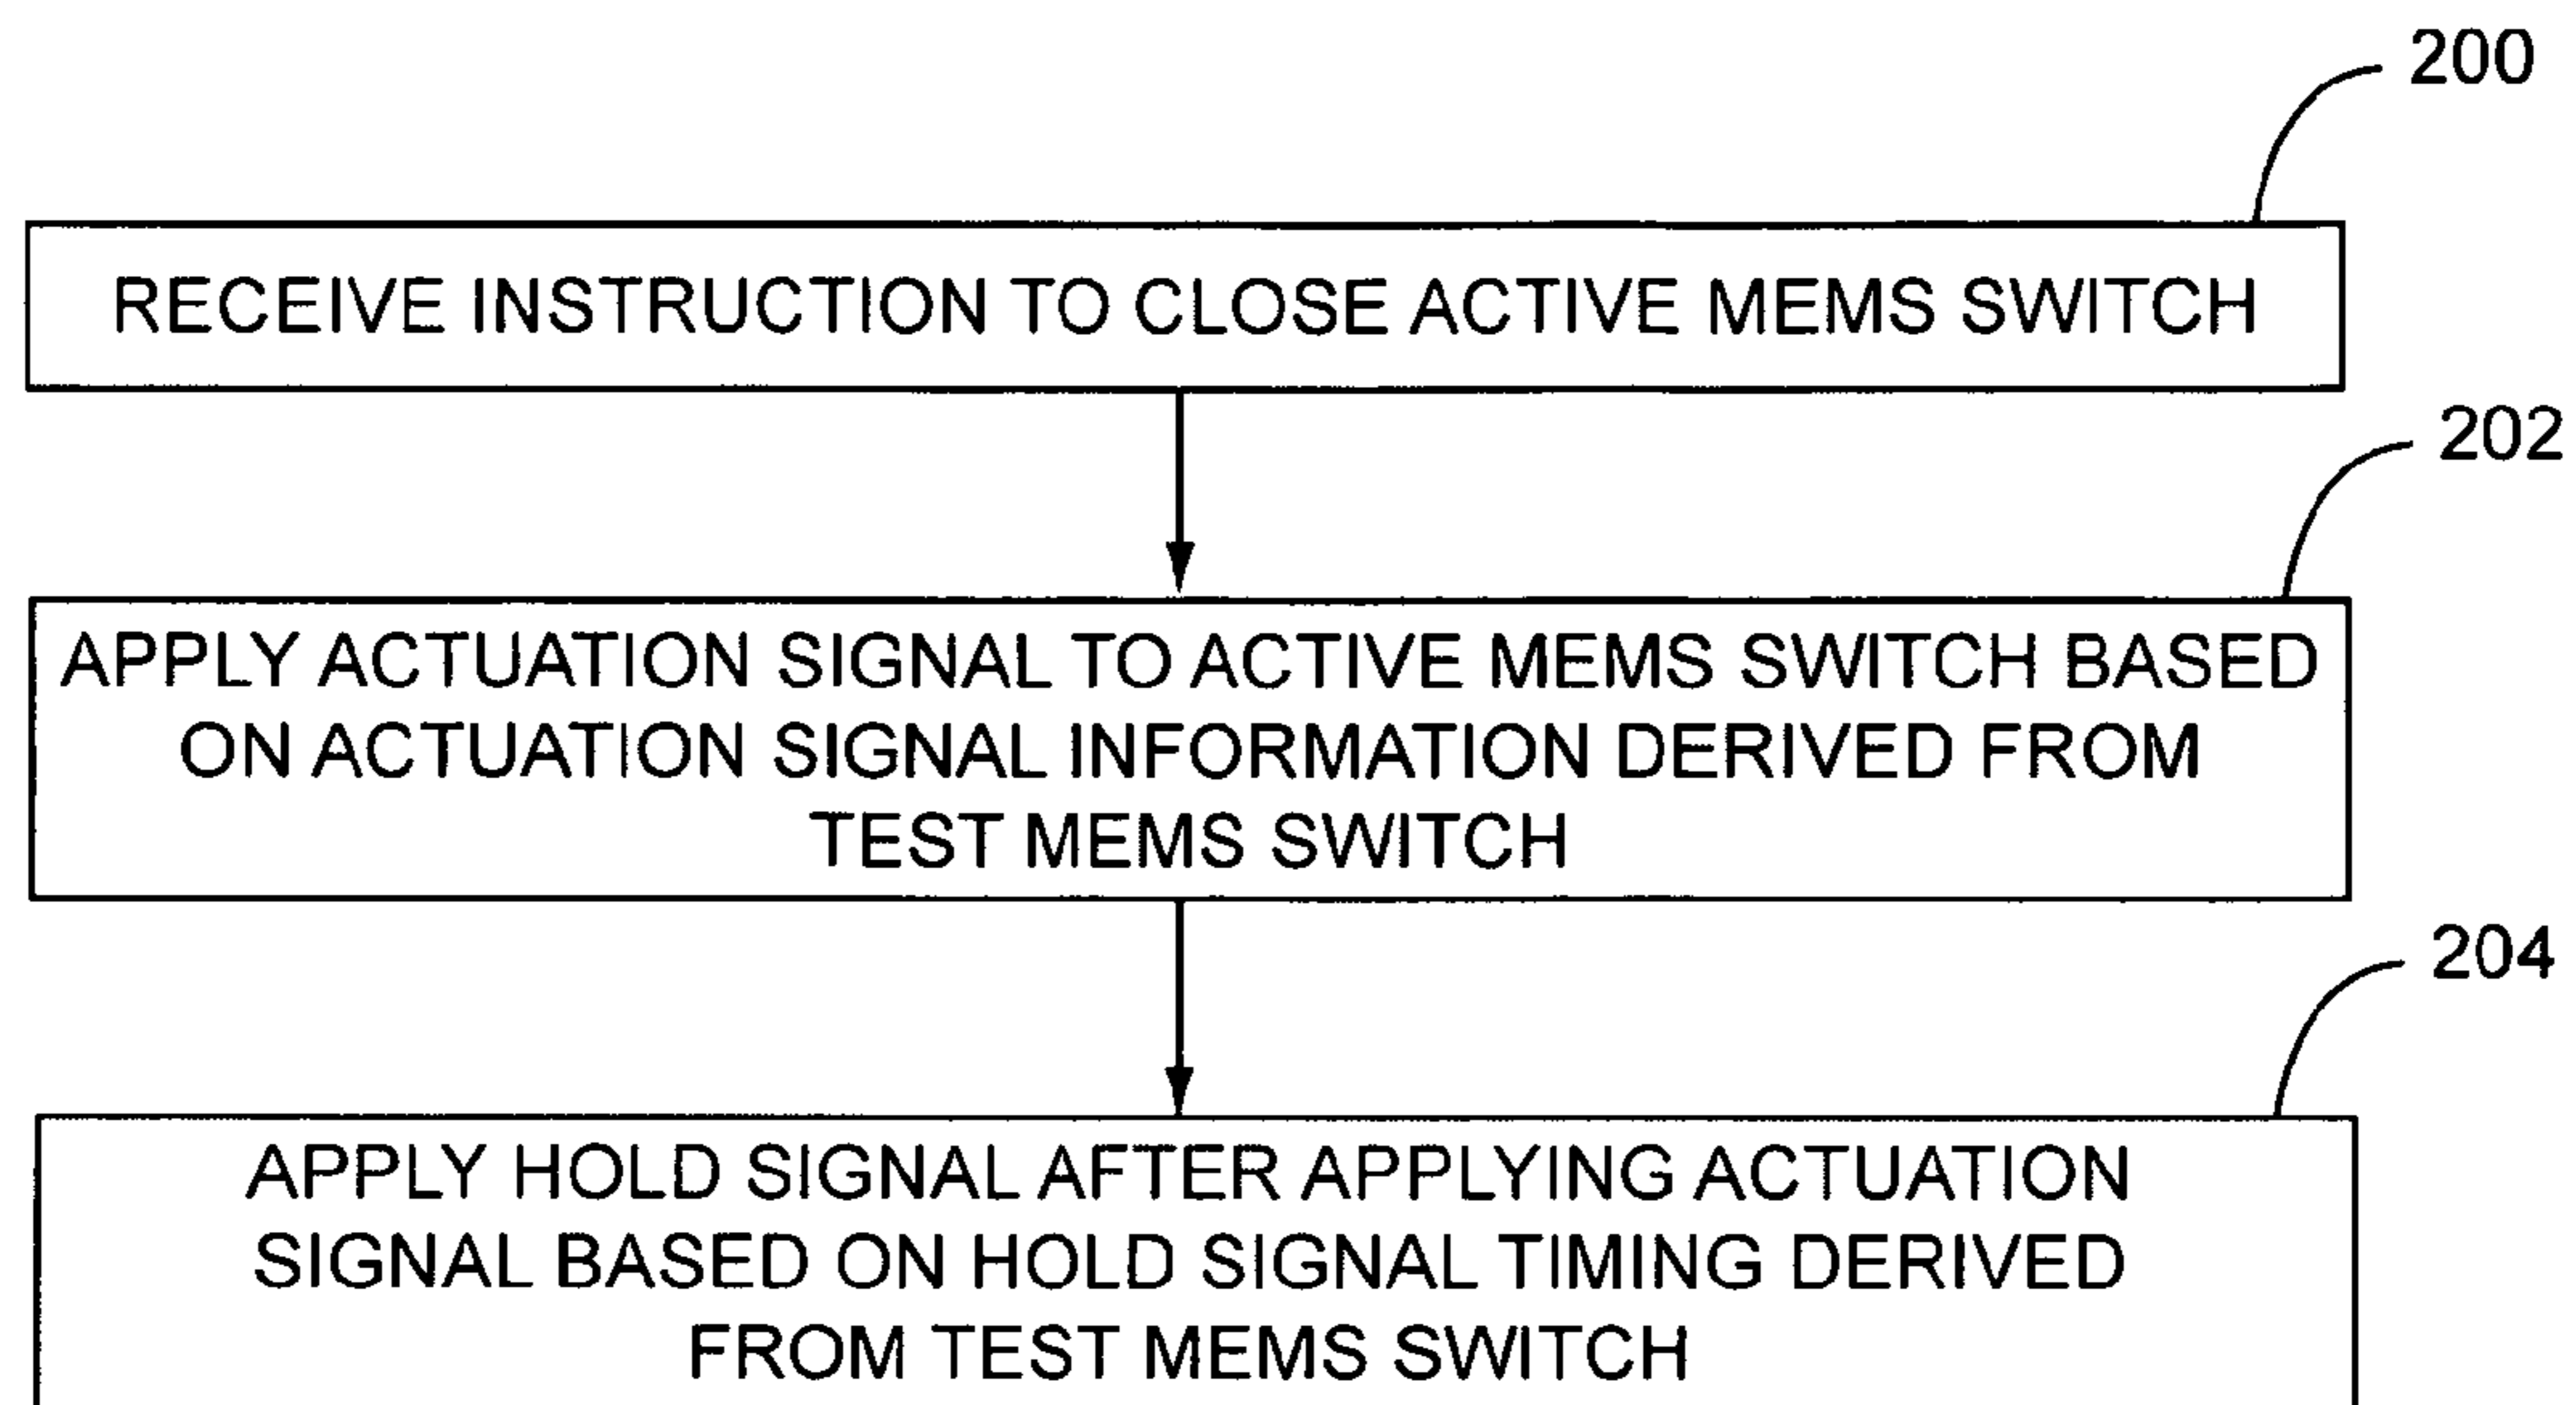 200
RECEIVE INSTRUCTION TO CLOSE ACTIVE MEMS SWITCH
202
APPLY ACTUATION SIGNAL TO ACTIVE MEMS SWITCH BASED
ON ACTUATION SIGNAL INFORMATION DERIVED FROM
TEST MEMS SWITCH
204
APPLY HOLD SIGNAL AFTER APPLYING ACTUATION
SIGNAL BASED ON HOLD SIGNAL TIMING DERIVED
FROM TEST MEMS SWITCH